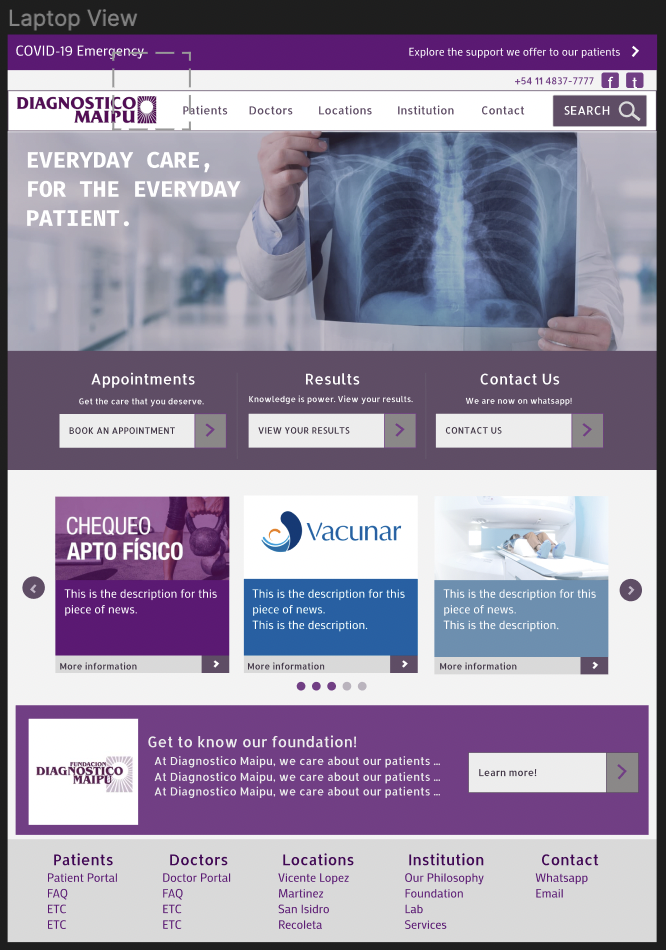 Laptop View
COVID-19 Emergency
Explore the support we offer to our patients
+54 11 4837-7777
f
t
DIAGNOSTICO
MAIPU
Patients
Doctors
Locations
Institution
Contact
SEARCH
EVERYDAY CARE,
FOR THE EVERYDAY
PATIENT.
Appointments
Get the care that you deserve.
BOOK AN APPOINTMENT
Results
Knowledge is power. View your results.
VIEW YOUR RESULTS
Contact Us
We are now on whatsapp!
CONTACT US
CHEQUEO
APTO FÍSICO
This is the description for this
piece of news.
More information
Vacunar
This is the description for this
piece of news.
This is the description.
More information
This is the description for this
piece of news.
This is the description.
More information
FUNDACION
DIAGNOSTICO
MAIPU
Get to know our foundation!
At Diagnostico Maipu, we care about our patients ...
At Diagnostico Maipu, we care about our patients ...
At Diagnostico Maipu, we care about our patients ...
Learn more!
Patients
Patient Portal
FAQ
ETC
ETC
Doctors
Doctor Portal
FAQ
ETC
ETC
Locations
Vicente Lopez
Martinez
San Isidro
Recoleta
Institution
Our Philosophy
Foundation
Lab
Services
Contact
Whatsapp
Email